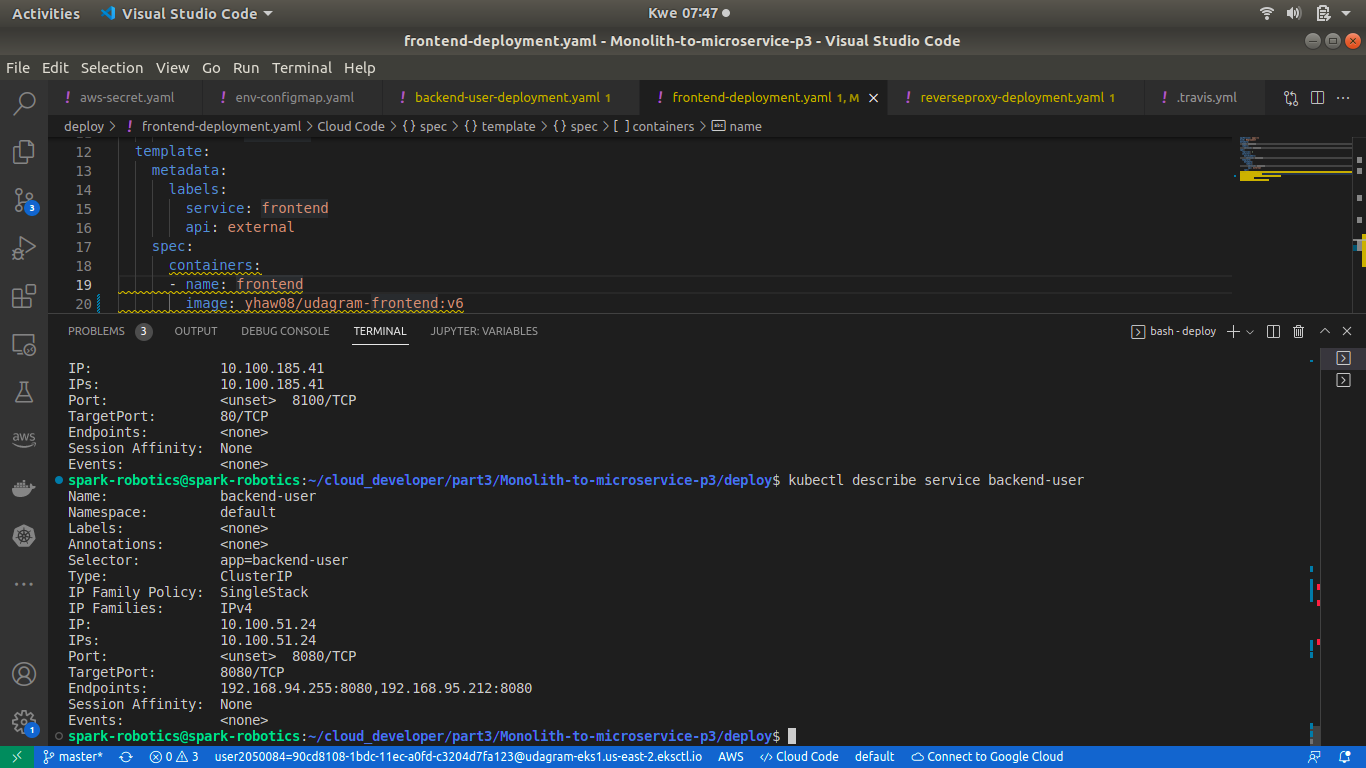 Activities Visual Studio Code Kwe 07:47
frontend-deployment.yaml - Monolith-to-microservice-p3 - Visual Studio Code
File Edit Selection View Go Run Terminal Help
! aws-secret.yaml ! env-configmap.yaml ! backend-user-deployment.yaml 1 ! frontend-deployment.yaml 1, M ! reverseproxy-deployment.yaml 1 ! .travis.yml
deploy > ! frontend-deployment.yaml > Cloud Code > {} spec > {} template > {} spec > [ ] containers > abc name
12 template:
13 metadata:
14 labels:
15 service: frontend
16 api: external
17 spec:
18 containers:
19 - name: frontend
20 image: yhaw08/udagram-frontend:v6
PROBLEMS 3 OUTPUT DEBUG CONSOLE TERMINAL JUPYTER: VARIABLES bash - deploy
IP: 10.100.185.41
IPs: 10.100.185.41
Port: <unset> 8100/TCP
TargetPort: 80/TCP
Endpoints: <none>
Session Affinity: None
Events: <none>
spark-robotics@spark-robotics:~/cloud_developer/part3/Monolith-to-microservice-p3/deploy$ kubectl describe service backend-user
Name: backend-user
Namespace: default
Labels: <none>
Annotations: <none>
Selector: app=backend-user
Type: ClusterIP
IP Family Policy: SingleStack
IP Families: IPv4
IP: 10.100.51.24
IPs: 10.100.51.24
Port: <unset> 8080/TCP
TargetPort: 8080/TCP
Endpoints: 192.168.94.255:8080,192.168.95.212:8080
Session Affinity: None
Events: <none>
spark-robotics@spark-robotics:~/cloud_developer/part3/Monolith-to-microservice-p3/deploy$
3
aws
1
master* 0 3 user2050084=90cd8108-1bdc-11ec-a0fd-c3204d7fa123@udagram-eks1.us-east-2.eksctl.io AWS </> Cloud Code default Connect to Google Cloud